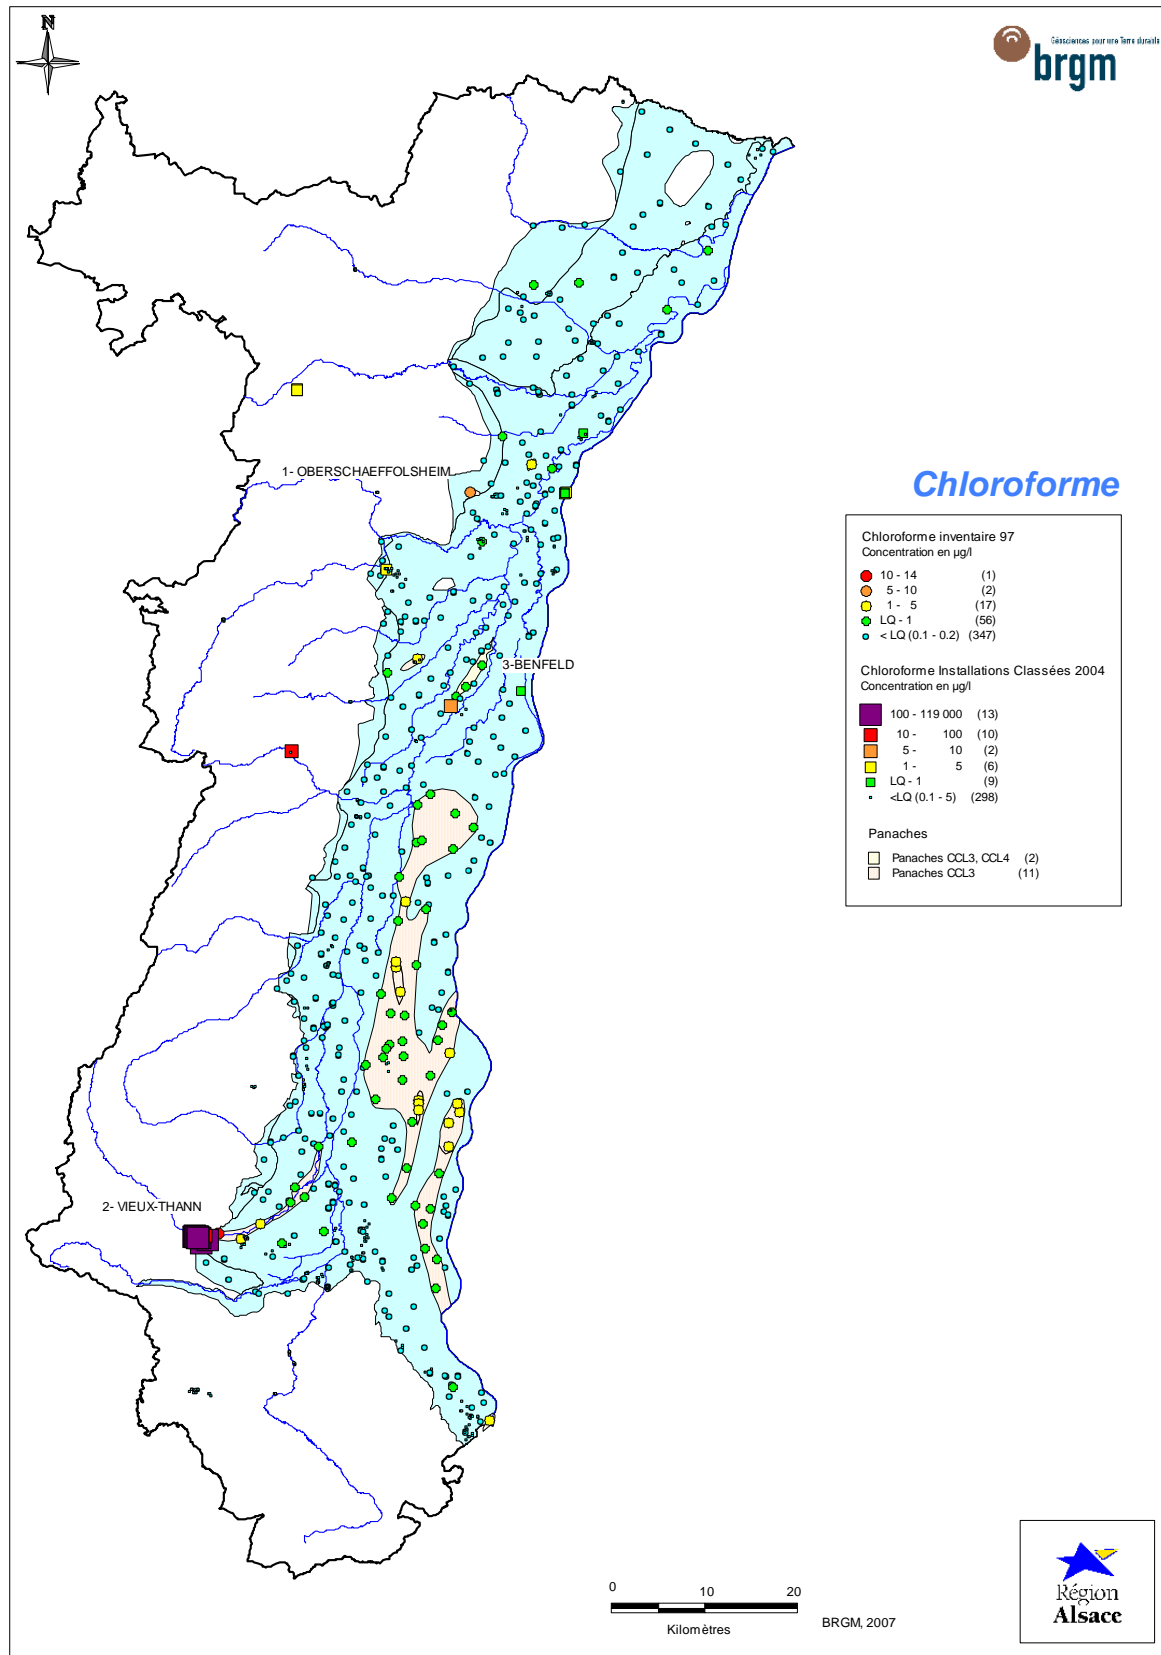 N
Géosciences pour une Terre durable
brgm
1- OBERSCHAEFFOLSHEIM
Chloroforme
Chloroforme inventaire 97
Concentration en µg/l
10 - 14 (1)
5 - 10 (2)
1 - 5 (17)
LQ - 1 (56)
< LQ (0.1 - 0.2) (347)
3-BENFELD
Chloroforme Installations Classées 2004
Concentration en µg/l
100 - 119 000 (13)
10 - 100 (10)
5 - 10 (2)
1 - 5 (6)
LQ - 1 (9)
<LQ (0.1 - 5) (298)
Panaches
Panaches CCL3, CCL4 (2)
Panaches CCL3 (11)
2- VIEUX-THANN
0 10 20
Kilomètres
BRGM, 2007
Région
Alsace